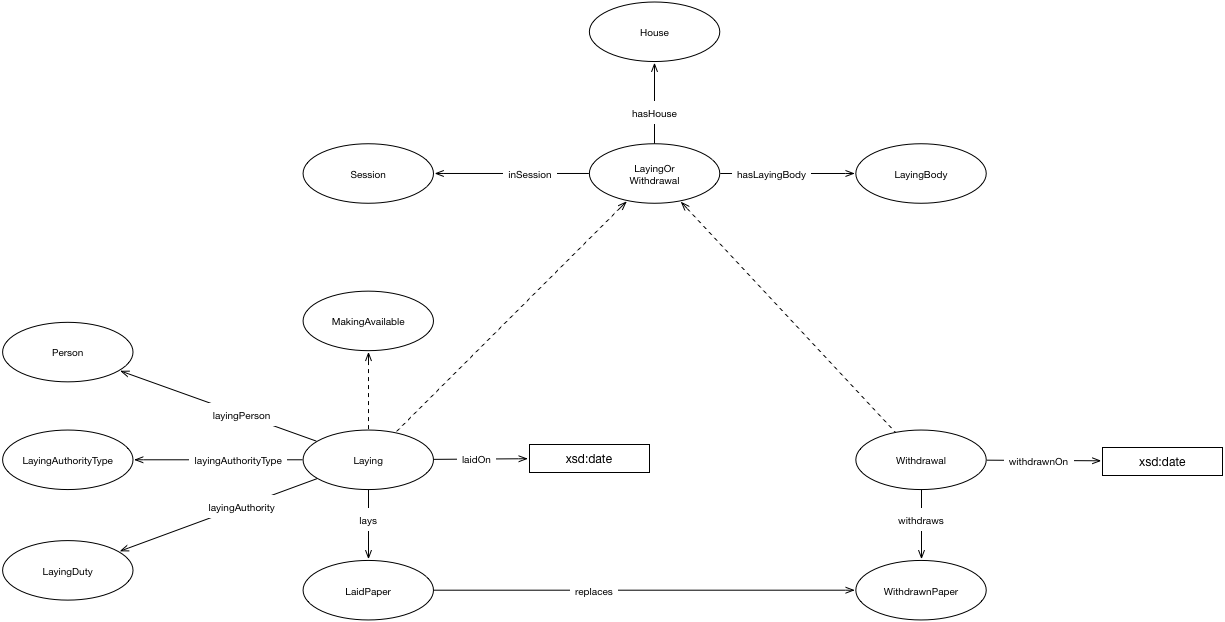 House
hasHouse
Session
inSession
LayingOr
Withdrawal
hasLayingBody
LayingBody
MakingAvailable
Person
layingPerson
LayingAuthorityType
layingAuthorityType
Laying
laidOn
xsd:date
Withdrawal
withdrawnOn
xsd:date
layingAuthority
lays
withdraws
LayingDuty
LaidPaper
replaces
WithdrawnPaper